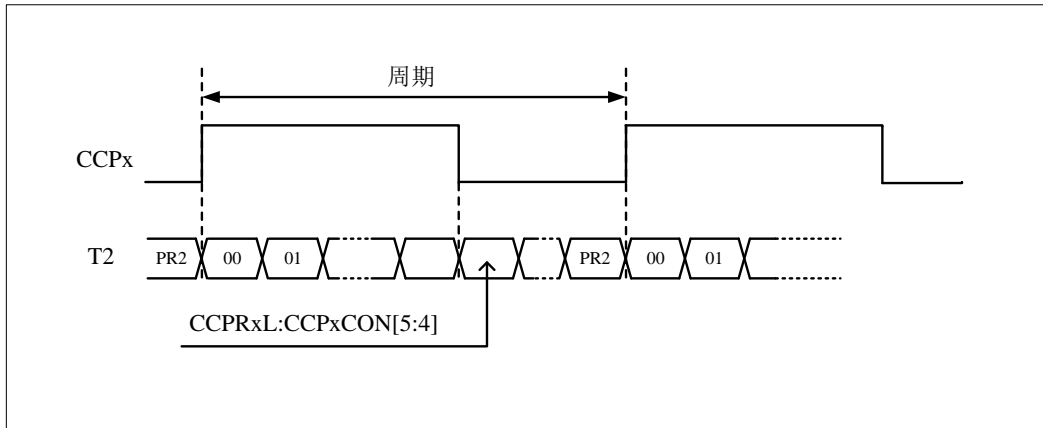 周期
CCPx
T2 PR2 00 01 PR2 00 01
CCPRxL:CCPxCON[5:4]